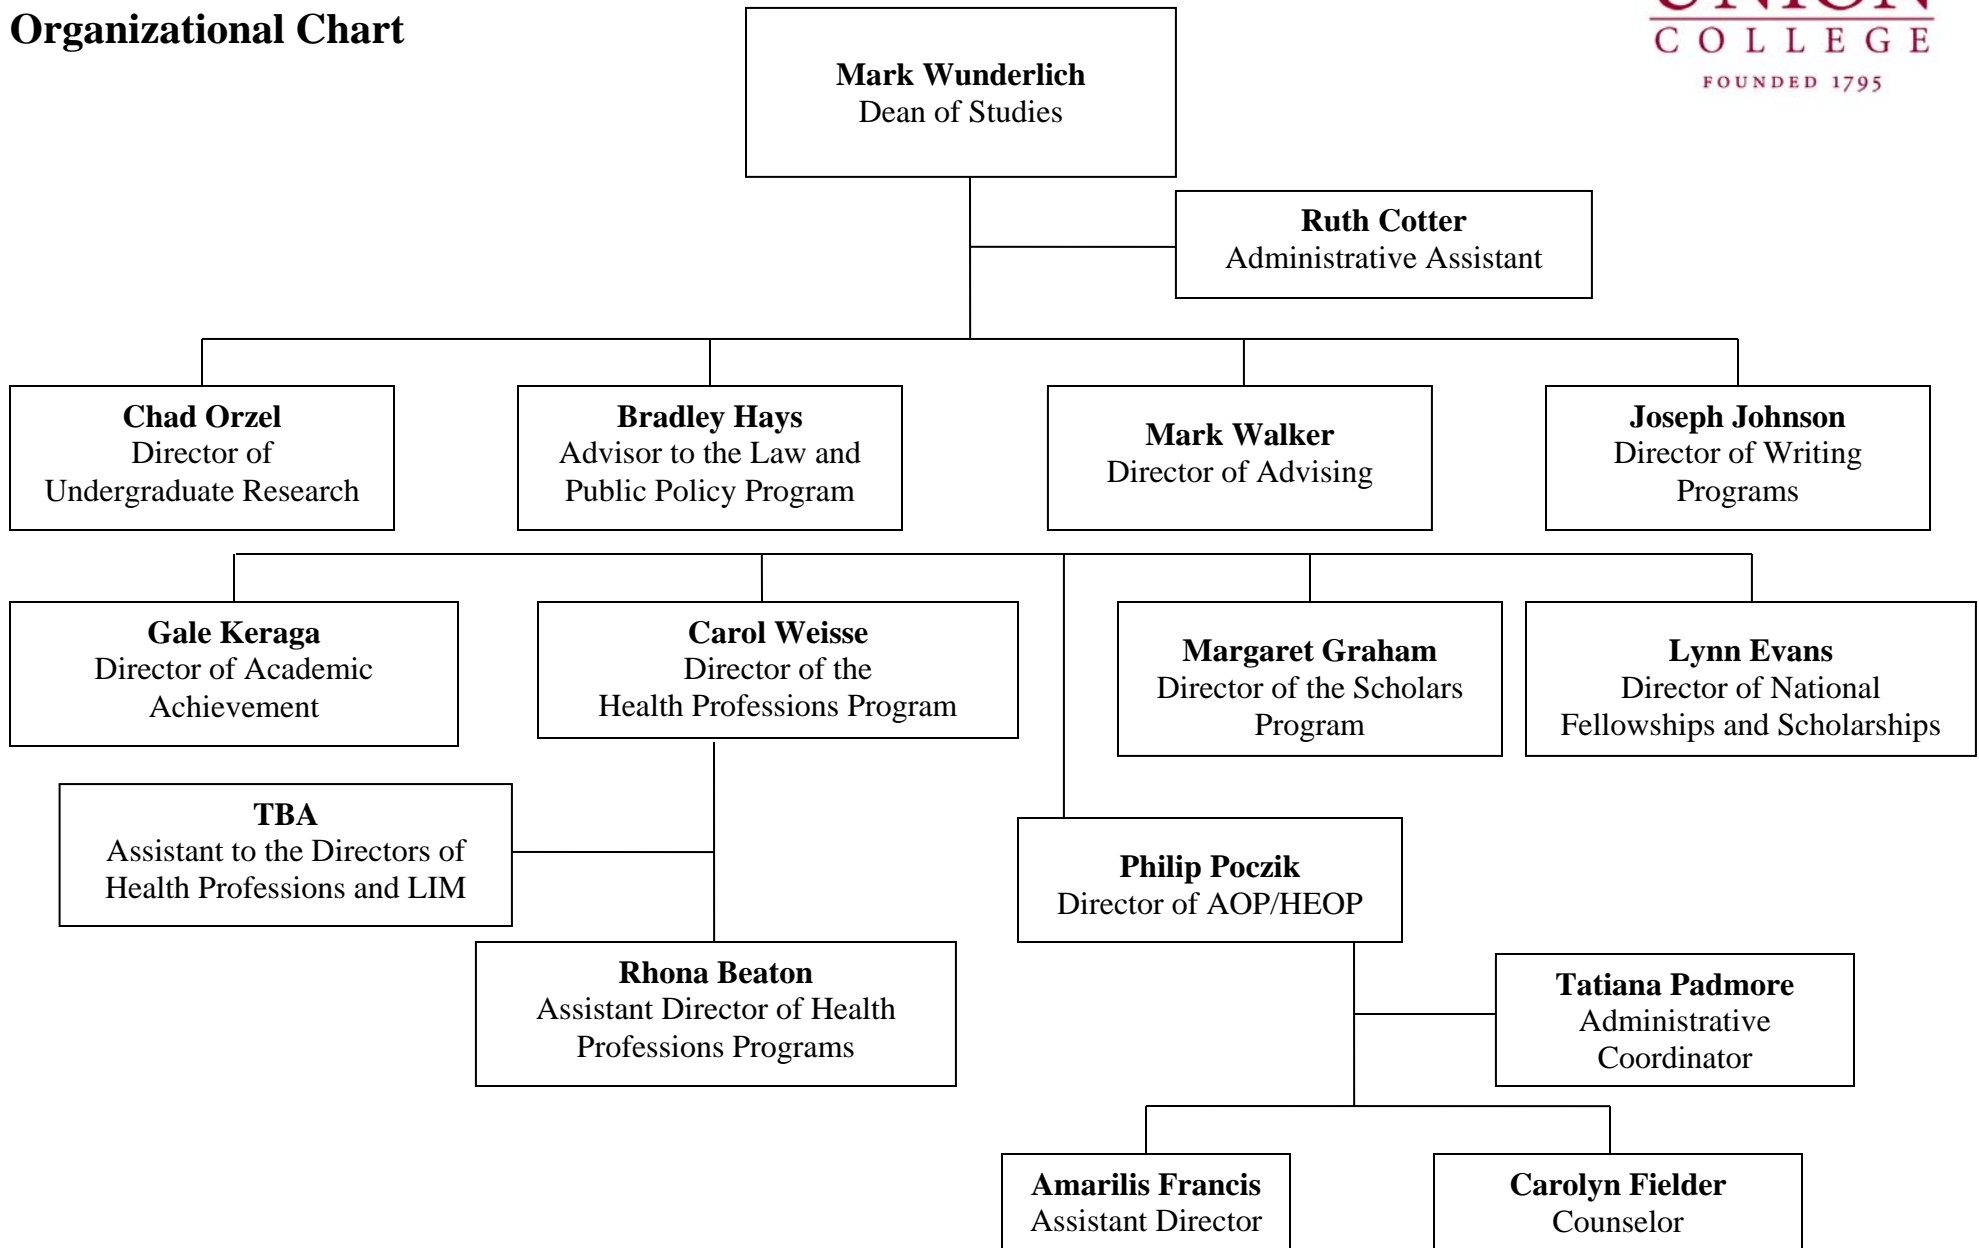 Organizational Chart
UNION
COLLEGE
FOUNDED 1795
Mark Wunderlich
Dean of Studies
Ruth Cotter
Administrative Assistant
Chad Orzel
Director of
Undergraduate Research
Bradley Hays
Advisor to the Law and
Public Policy Program
Mark Walker
Director of Advising
Joseph Johnson
Director of Writing
Programs
Gale Keraga
Director of Academic
Achievement
Carol Weisse
Director of the
Health Professions Program
Margaret Graham
Director of the Scholars
Program
Lynn Evans
Director of National
Fellowships and Scholarships
TBA
Assistant to the Directors of
Health Professions and LIM
Philip Poczik
Director of AOP/HEOP
Rhona Beaton
Assistant Director of Health
Professions Programs
Tatiana Padmore
Administrative
Coordinator
Amarilis Francis
Assistant Director
Carolyn Fielder
Counselor